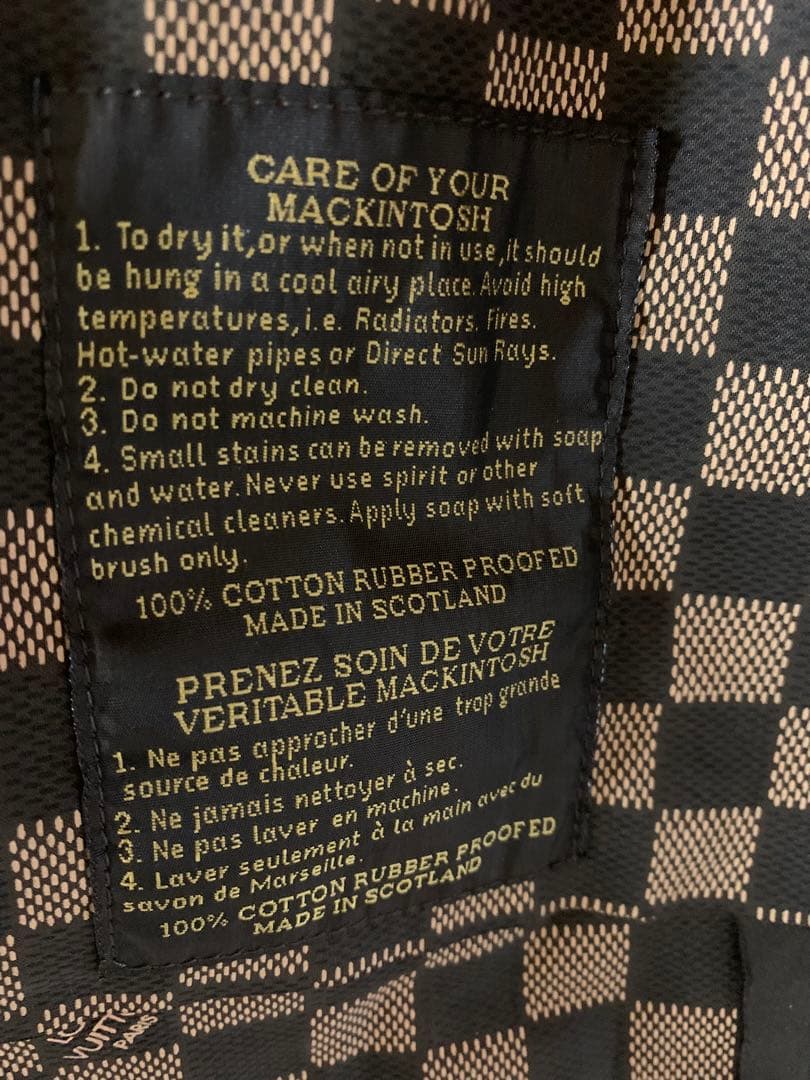 CARE OF YOUR
MACKINTOSH
1. To dry it, or when not in use, it should
be hung in a cool airy place. Avoid high
temperatures, i.e. Radiators. Fires.
Hot-water pipes or Direct Sun Rays.
2. Do not dry clean.
3. Do not machine wash.
4. Small stains can be removed with soap
and water. Never use spirit or other
chemical cleaners. Apply soap with soft
brush only.
100% COTTON RUBBER PROOFED
MADE IN SCOTLAND
PRENEZ SOIN DE VOTRE
VERITABLE MACKINTOSH
1. Ne pas approcher d'une trop grande
source de chaleur.
2. Ne jamais nettoyer à sec.
3. Ne pas laver en machine.
4. Laver seulement à la main avec du
savon de Marseille.
100% COTTON RUBBER PROOFED
MADE IN SCOTLAND
VUITTON
PARIS